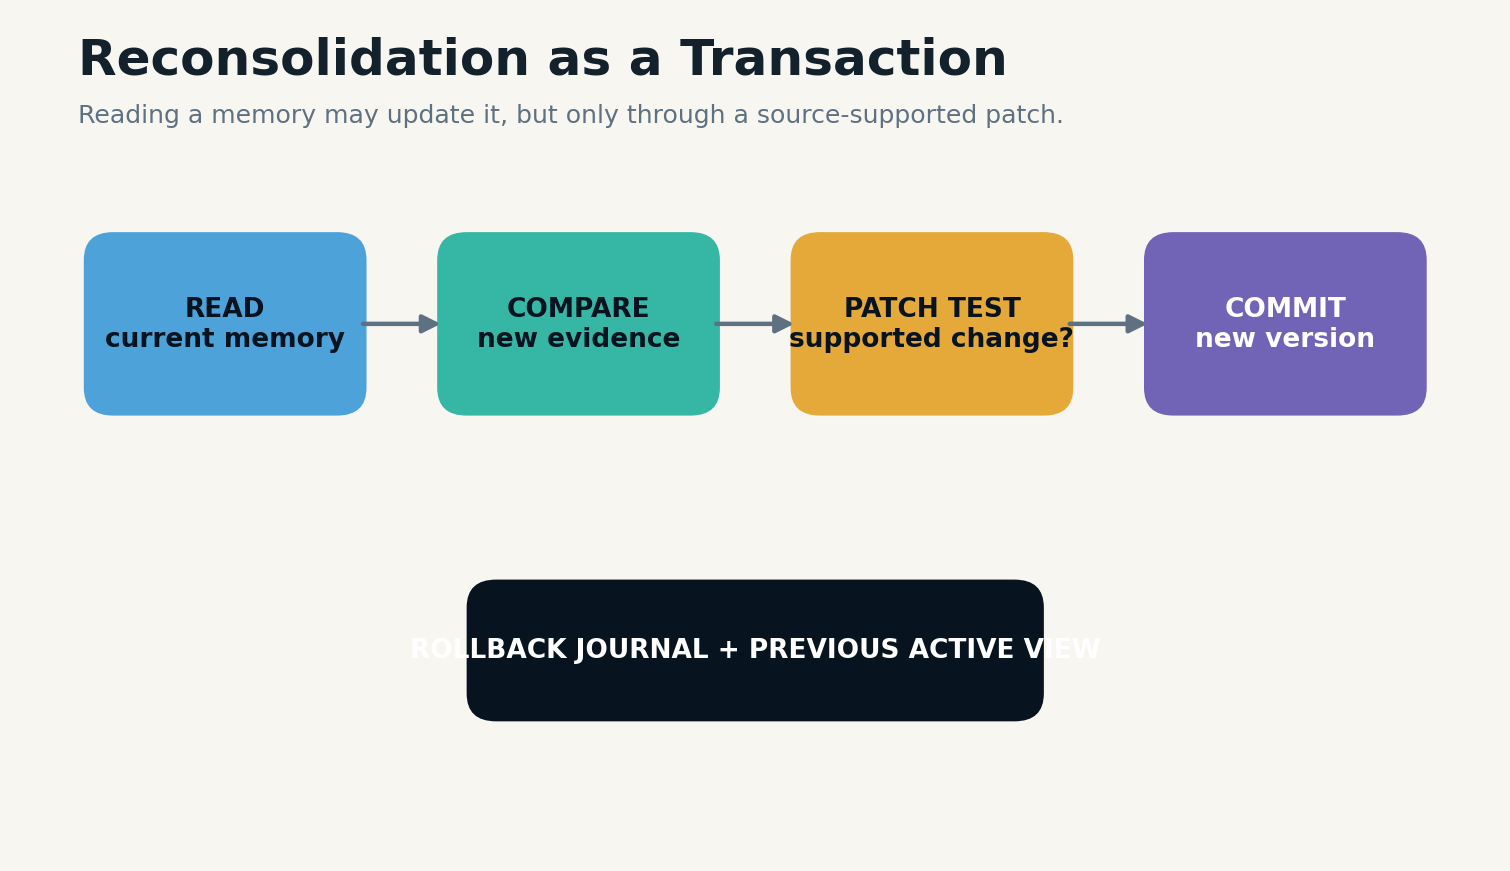 Reconsolidation as a Transaction
Reading a memory may update it, but only through a source-supported patch.
READ
current memory
COMPARE
new evidence
PATCH TEST
supported change?
COMMIT
new version
ROLLBACK JOURNAL + PREVIOUS ACTIVE VIEW